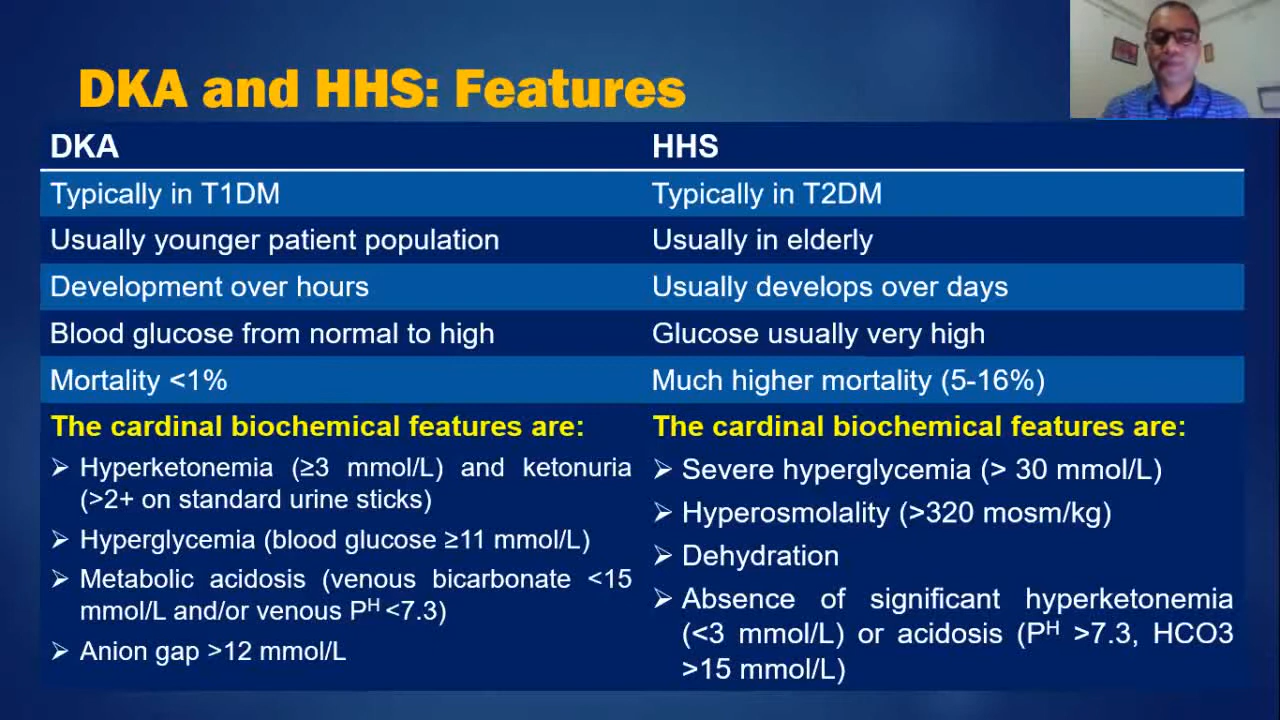 DKA and HHS: Features
DKA
HHS
Typically in T1DM
Typically in T2DM
Usually younger patient population
Usually in elderly
Development over hours
Usually develops over days
Blood glucose from normal to high
Glucose usually very high
Mortality <1%
Much higher mortality (5-16%)
The cardinal biochemical features are:
➢ Hyperketonemia (≥3 mmol/L) and ketonuria
(>2+ on standard urine sticks)
➢ Hyperglycemia (blood glucose ≥11 mmol/L)
➢ Metabolic acidosis (venous bicarbonate <15
mmol/L and/or venous Pᴴ <7.3)
➢ Anion gap >12 mmol/L
The cardinal biochemical features are:
➢ Severe hyperglycemia (> 30 mmol/L)
➢ Hyperosmolality (>320 mosm/kg)
➢ Dehydration
➢ Absence of significant hyperketonemia
(<3 mmol/L) or acidosis (Pᴴ >7.3, HCO3
>15 mmol/L)